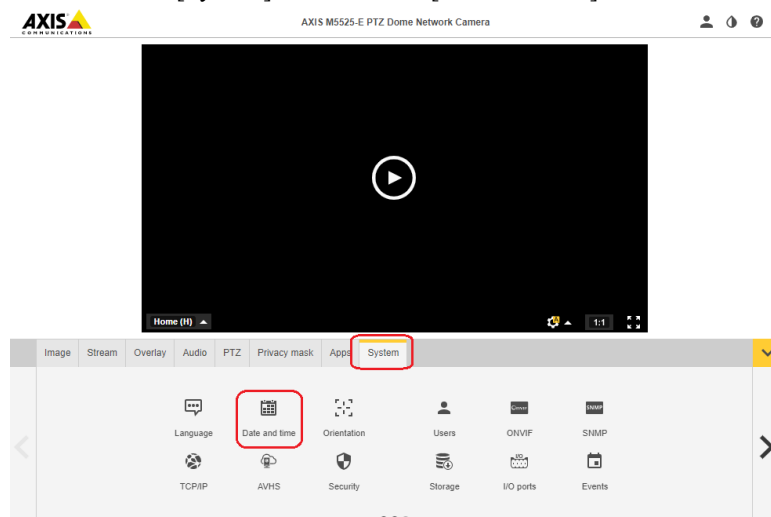 AXIS
COMMUNICATIONS
AXIS M5525-E PTZ Dome Network Camera
Home (H)
1:1
Image Stream Overlay Audio PTZ Privacy mask Apps System
Language Date and time Orientation Users ONVIF SNMP
TCP/IP AVHS Security Storage I/O ports Events